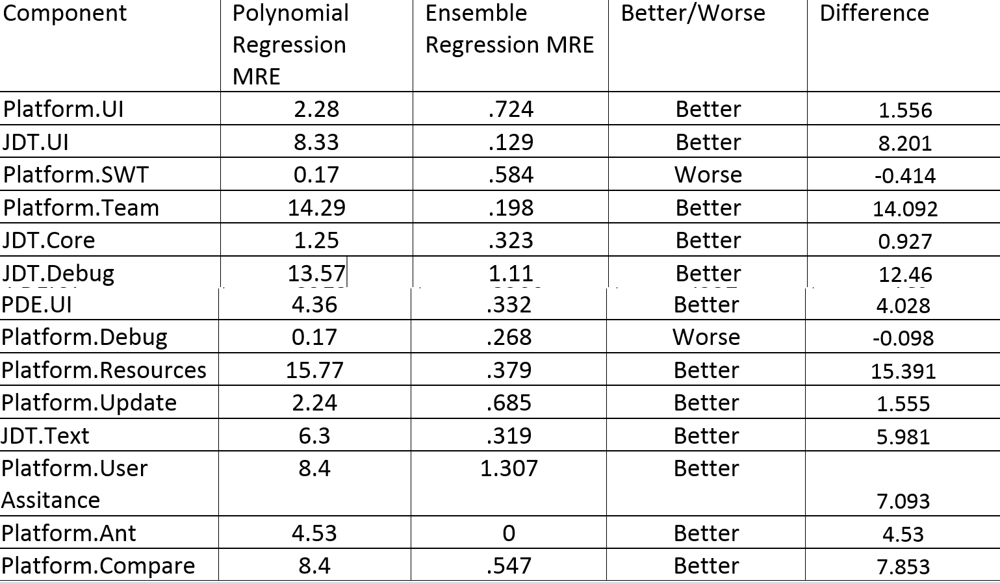 Component Polynomial Regression MRE Ensemble Regression MRE Better/Worse Difference
Platform.UI 2.28 .724 Better 1.556
JDT.UI 8.33 .129 Better 8.201
Platform.SWT 0.17 .584 Worse -0.414
Platform.Team 14.29 .198 Better 14.092
JDT.Core 1.25 .323 Better 0.927
JDT.Debug 13.57 1.11 Better 12.46
PDE.UI 4.36 .332 Better 4.028
Platform.Debug 0.17 .268 Worse -0.098
Platform.Resources 15.77 .379 Better 15.391
Platform.Update 2.24 .685 Better 1.555
JDT.Text 6.3 .319 Better 5.981
Platform.User Assitance 8.4 1.307 Better 7.093
Platform.Ant 4.53 0 Better 4.53
Platform.Compare 8.4 .547 Better 7.853